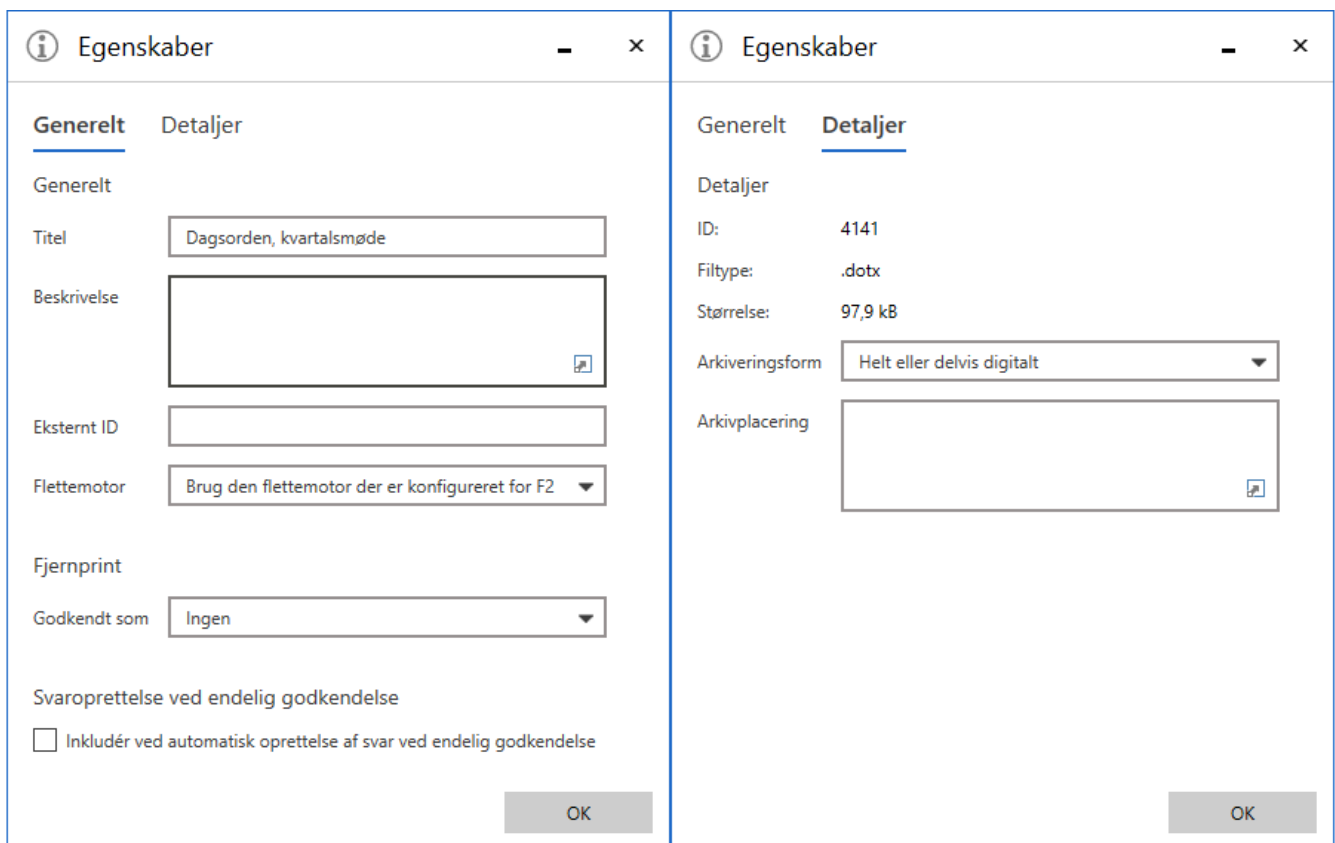 Egenskaber
Generelt Detaljer
Generelt
Titel Dagsorden, kvartalsmøde
Beskrivelse
Eksternt ID
Flettemotor Brug den flettemotor der er konfigureret for F2
Fjernprint
Godkendt som Ingen
Svaroprettelse ved endelig godkendelse
Inkludér ved automatisk oprettelse af svar ved endelig godkendelse
OK
Egenskaber
Generelt Detaljer
Detaljer
ID: 4141
Filtype: .dotx
Størrelse: 97,9 kB
Arkiveringsform Helt eller delvis digitalt
Arkivplacering
OK